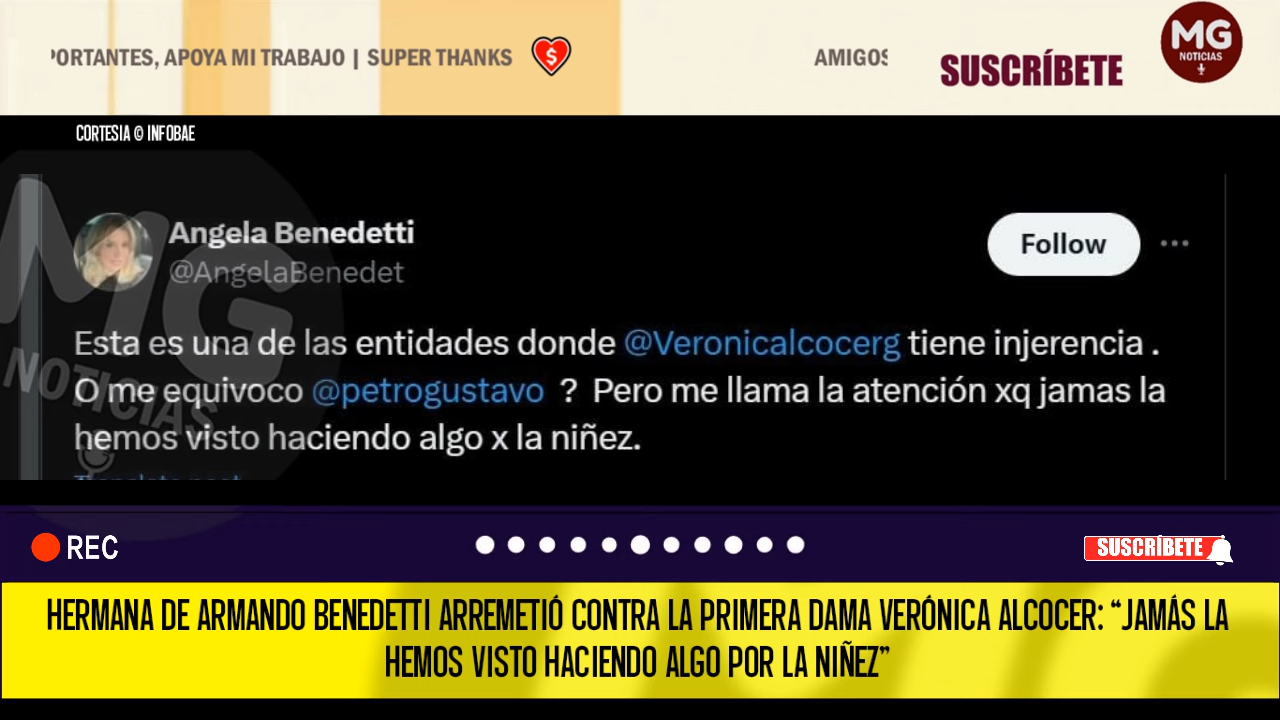 PORTANTES, APOYA MI TRABAJO | SUPER THANKS
AMIGOS
SUSCRÍBETE
MG
NOTICIAS
CORTESIA © INFOBAE
Angela Benedetti
@AngelaBenedet
Follow
Esta es una de las entidades donde @Veronicalcocerg tiene injerencia .
O me equivoco @petrogustavo ? Pero me llama la atención xq jamas la
hemos visto haciendo algo x la niñez.
MG
NOTICIAS
REC
SUSCRÍBETE
HERMANA DE ARMANDO BENEDETTI ARREMETIÓ CONTRA LA PRIMERA DAMA VERÓNICA ALCOCER: “JAMÁS LA
HEMOS VISTO HACIENDO ALGO POR LA NIÑEZ”